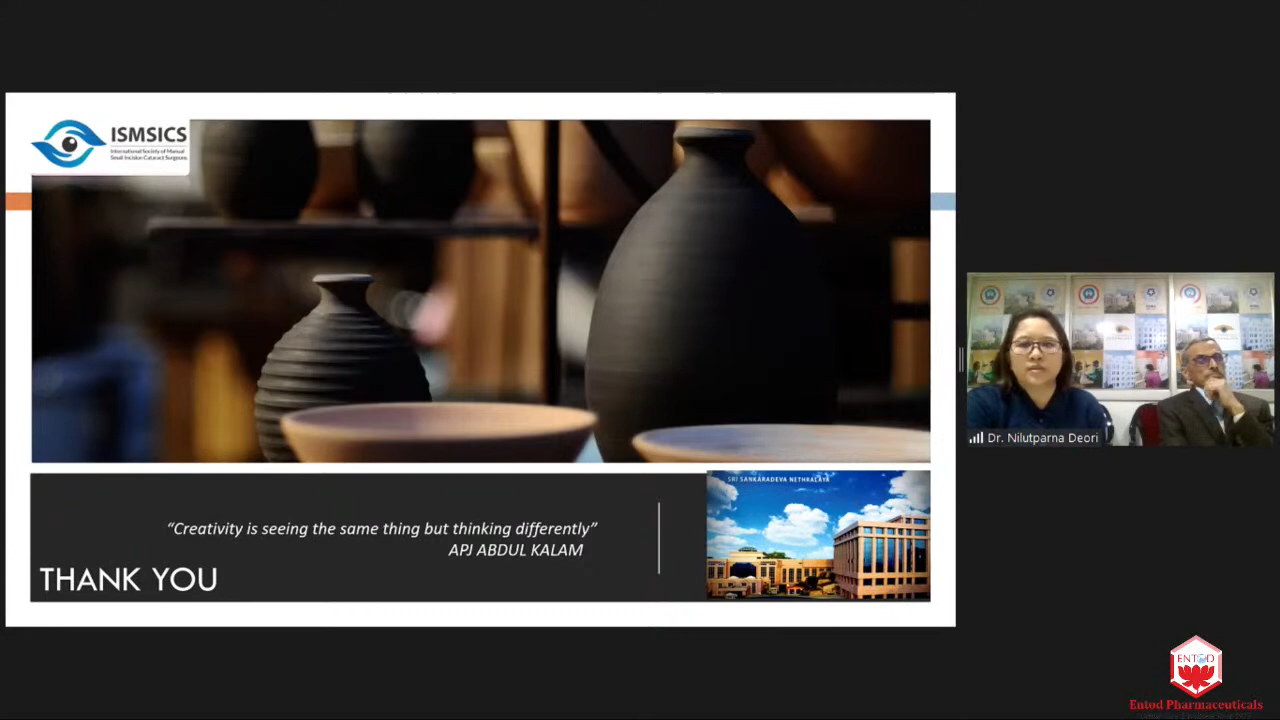 ISMSICS
International Society of Manual
Small Incision Cataract Surgeons
SRI SANKARADEVA NETHRALAYA
“Creativity is seeing the same thing but thinking differently”
APJ ABDUL KALAM
THANK YOU
Dr. Nilutparna Deori
ENTOD
Entod Pharmaceuticals